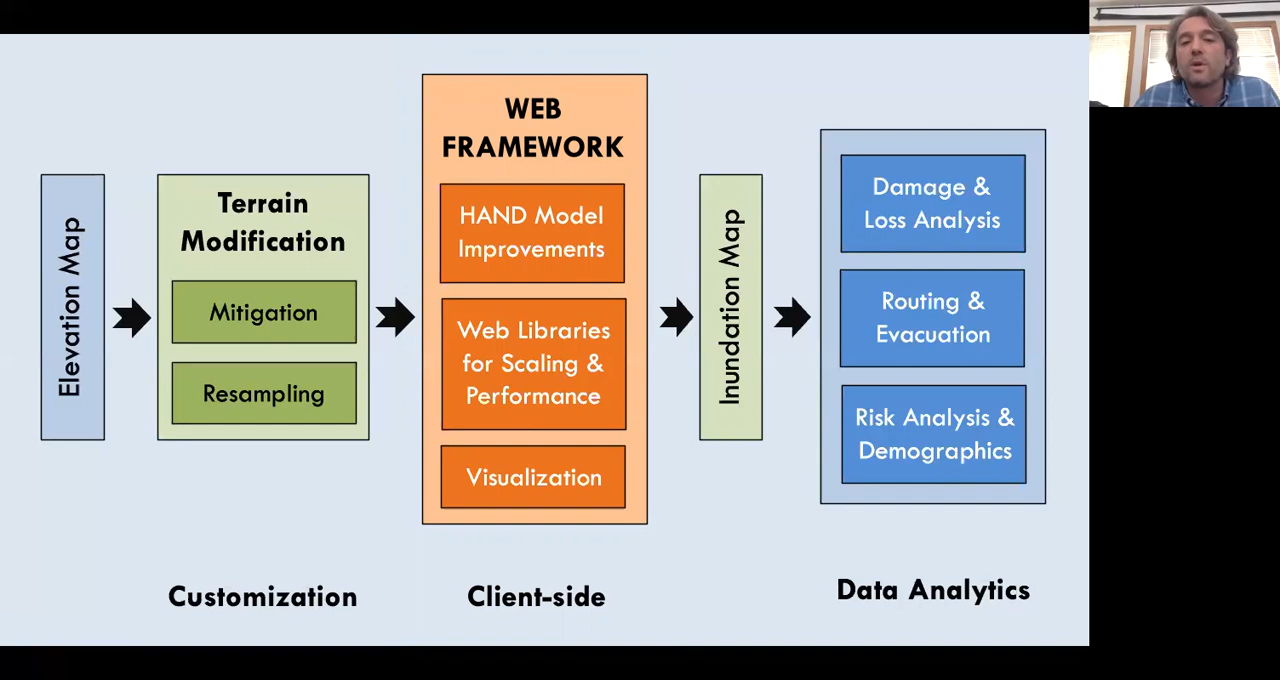 Elevation Map
Terrain
Modification
Mitigation
Resampling
WEB
FRAMEWORK
HAND Model
Improvements
Web Libraries
for Scaling &
Performance
Visualization
Inundation Map
Damage &
Loss Analysis
Routing &
Evacuation
Risk Analysis &
Demographics
Customization
Client-side
Data Analytics